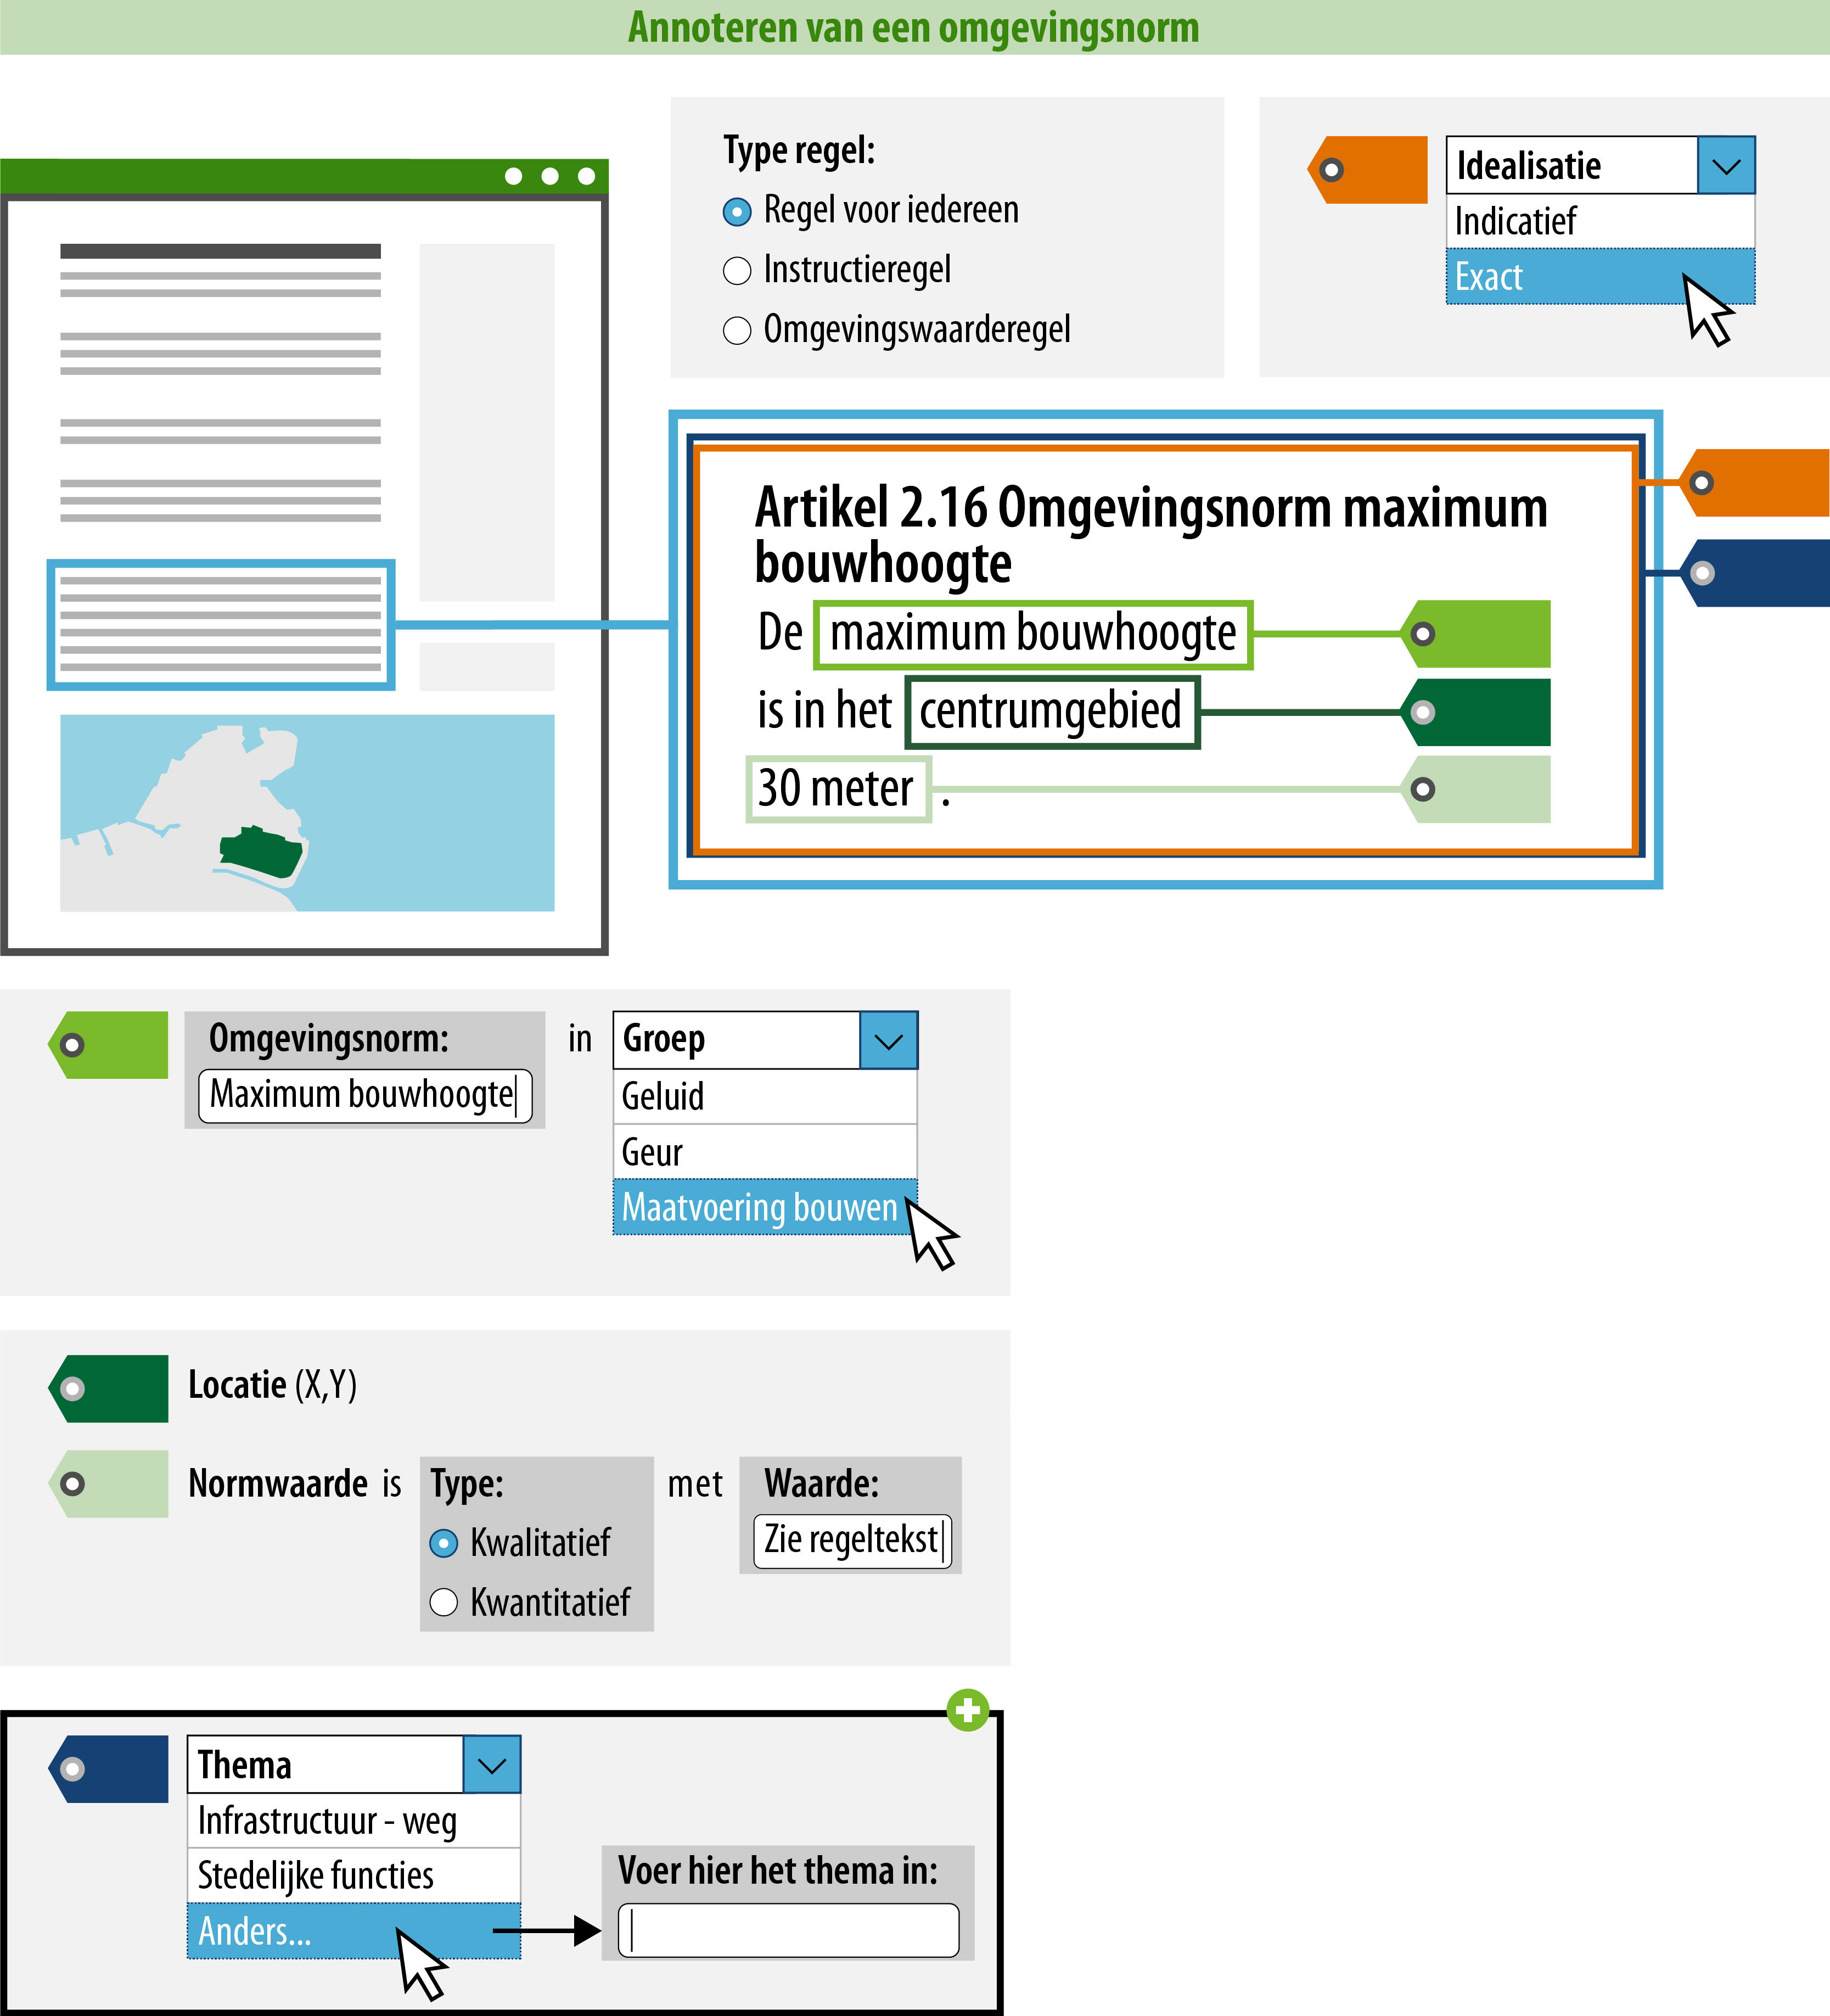 Annoteren van een omgevingsnorm
Type regel:
Regel voor iedereen
Instructieregel
Omgevingswaarderegel
Idealisatie
Indicatief
Exact
Artikel 2.16 Omgevingsnorm maximum
bouwhoogte
De maximum bouwhoogte
is in het centrumgebied
30 meter .
Omgevingsnorm:
Maximum bouwhoogte
in
Groep
Geluid
Geur
Maatvoering bouwen
Locatie (X,Y)
Normwaarde is
Type:
Kwalitatief
Kwantitatief
met
Waarde:
Zie regeltekst
Thema
Infrastructuur - weg
Stedelijke functies
Anders...
Voer hier het thema in: